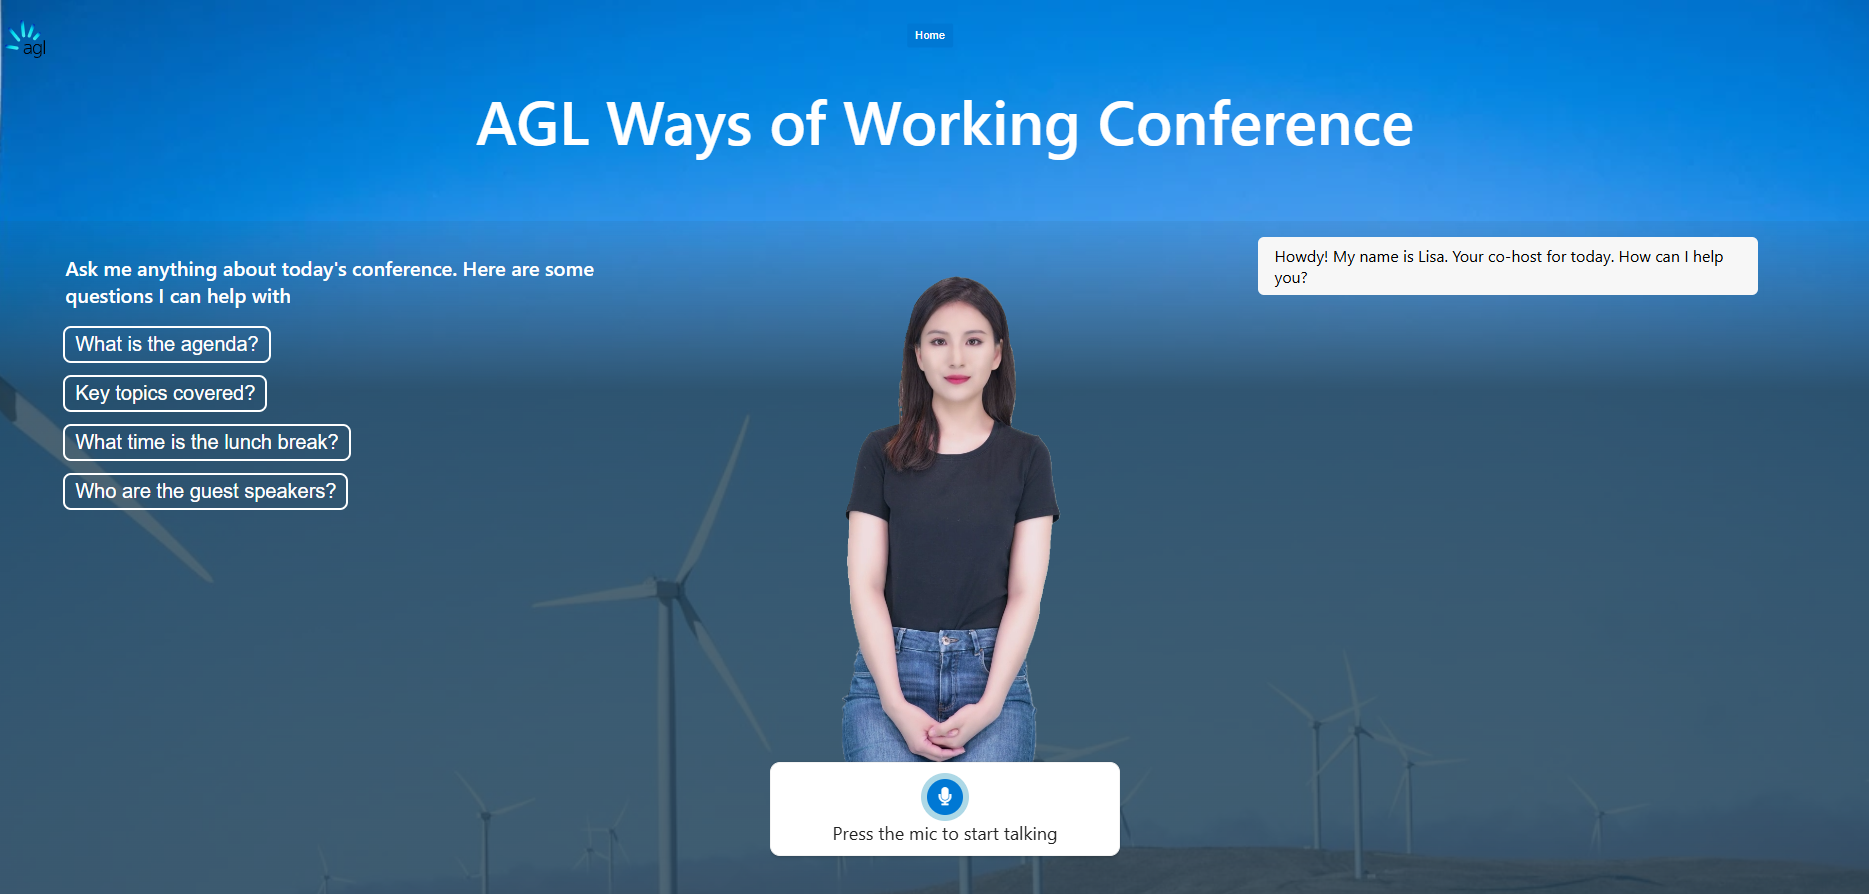 agl
Home
AGL Ways of Working Conference
Ask me anything about today's conference. Here are some
questions I can help with
What is the agenda?
Key topics covered?
What time is the lunch break?
Who are the guest speakers?
Howdy! My name is Lisa. Your co-host for today. How can I help
you?
Press the mic to start talking